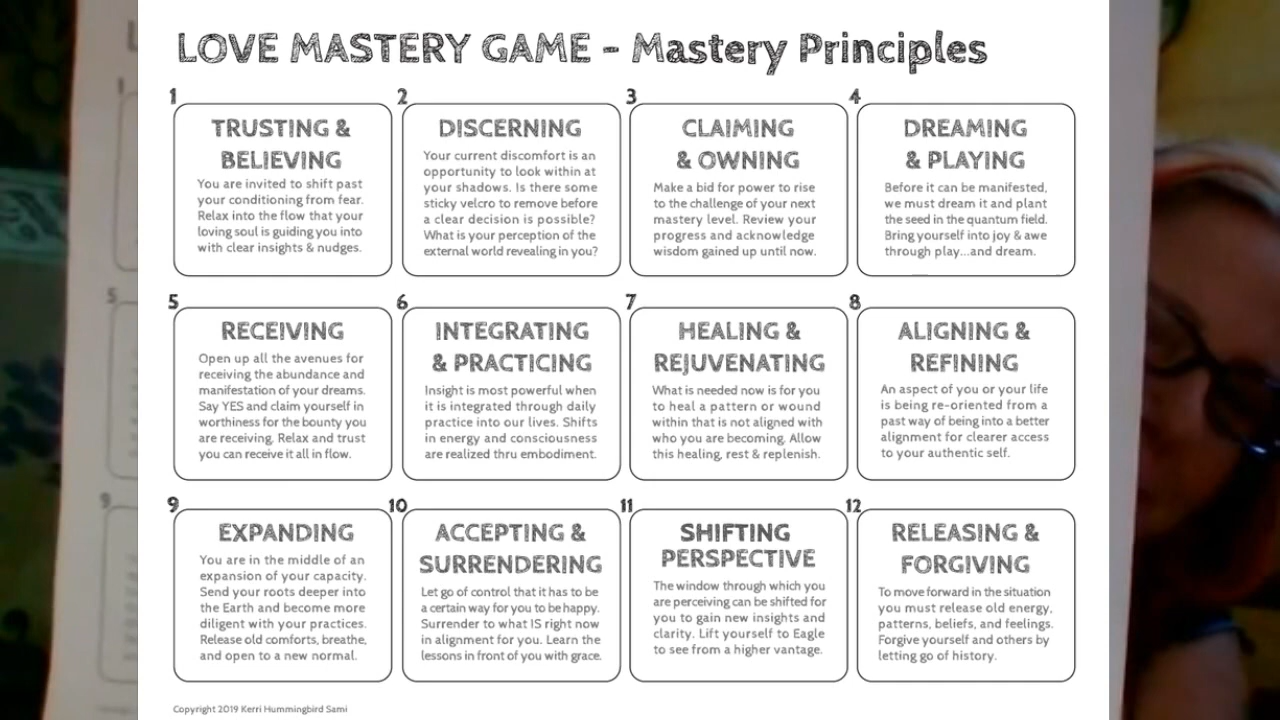 LOVE MASTERY GAME - Mastery Principles
1
TRUSTING &
BELIEVING
You are invited to shift past
your conditioning from fear.
Relax into the flow that your
loving soul is guiding you into
with clear insights & nudges.
2
DISCERNING
Your current discomfort is an
opportunity to look within at
your shadows. Is there some
sticky velcro to remove before
a clear decision is possible?
What is your perception of the
external world revealing in you?
3
CLAIMING
& OWNING
Make a bid for power to rise
to the challenge of your next
mastery level. Review your
progress and acknowledge
wisdom gained up until now.
4
DREAMING
& PLAYING
Before it can be manifested,
we must dream it and plant
the seed in the quantum field.
Bring yourself into joy & awe
through play...and dream.
5
RECEIVING
Open up all the avenues for
receiving the abundance and
manifestation of your dreams.
Say YES and claim yourself in
worthiness for the bounty you
are receiving. Relax and trust
you can receive it all in flow.
6
INTEGRATING
& PRACTICING
Insight is most powerful when
it is integrated through daily
practice into our lives. Shifts
in energy and consciousness
are realized thru embodiment.
7
HEALING &
REJUVENATING
What is needed now is for you
to heal a pattern or wound
within that is not aligned with
who you are becoming. Allow
this healing, rest & replenish.
8
ALIGNING &
REFINING
An aspect of you or your life
is being re-oriented from a
past way of being into a better
alignment for clearer access
to your authentic self.
9
EXPANDING
You are in the middle of an
expansion of your capacity.
Send your roots deeper into
the Earth and become more
diligent with your practices.
Release old comforts, breathe,
and open to a new normal.
10
ACCEPTING &
SURRENDERING
Let go of control that it has to be
a certain way for you to be happy.
Surrender to what IS right now
in alignment for you. Learn the
lessons in front of you with grace.
11
SHIFTING
PERSPECTIVE
The window through which you
are perceiving can be shifted for
you to gain new insights and
clarity. Lift yourself to Eagle
to see from a higher vantage.
12
RELEASING &
FORGIVING
To move forward in the situation
you must release old energy,
patterns, beliefs, and feelings.
Forgive yourself and others by
letting go of history.
Copyright 2019 Kerri Hummingbird Sami